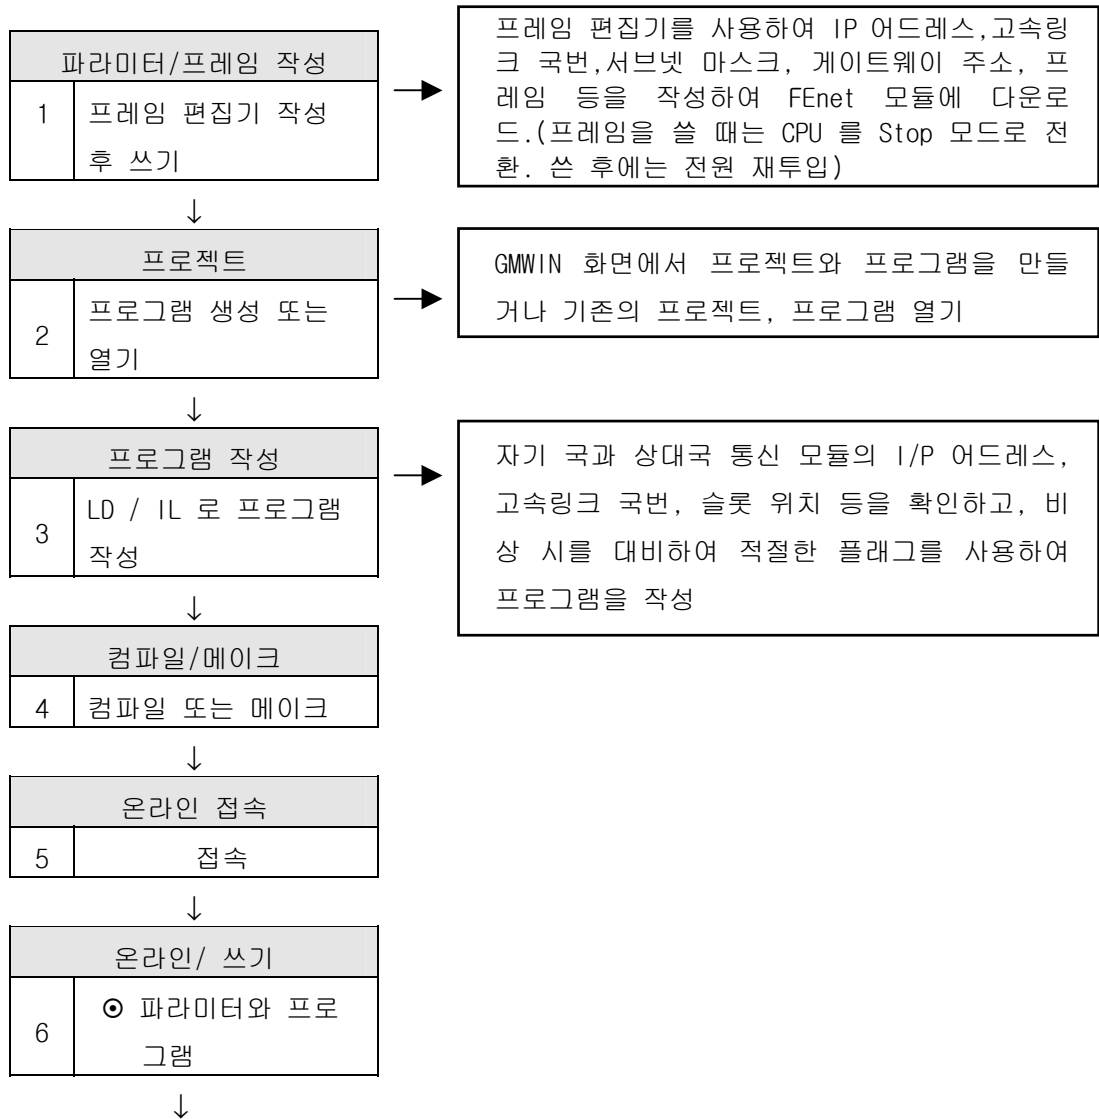 파라미터/프레임 작성
1
프레임 편집기 작성
후 쓰기
프레임 편집기를 사용하여 IP 어드레스,고속링
크 국번,서브넷 마스크, 게이트웨이 주소, 프
레임 등을 작성하여 FEnet 모듈에 다운로
드.(프레임을 쓸 때는 CPU 를 Stop 모드로 전
환. 쓴 후에는 전원 재투입)
↓
프로젝트
2
프로그램 생성 또는
열기
GMWIN 화면에서 프로젝트와 프로그램을 만들
거나 기존의 프로젝트, 프로그램 열기
↓
프로그램 작성
3
LD / IL 로 프로그램
작성
자기 국과 상대국 통신 모듈의 I/P 어드레스,
고속링크 국번, 슬롯 위치 등을 확인하고, 비
상 시를 대비하여 적절한 플래그를 사용하여
프로그램을 작성
↓
컴파일/메이크
4 컴파일 또는 메이크
↓
온라인 접속
5 접속
↓
온라인/ 쓰기
6
⊙ 파라미터와 프로
그램
↓